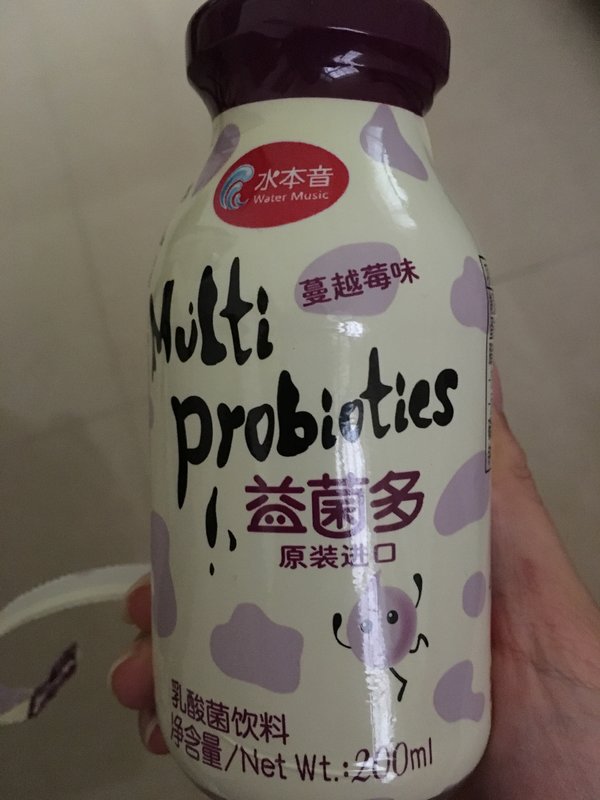 水本音
Water Music
蔓越莓味
Multi
probioties
益菌多
原装进口
乳酸菌饮料
净含量/Net Wt.:200ml